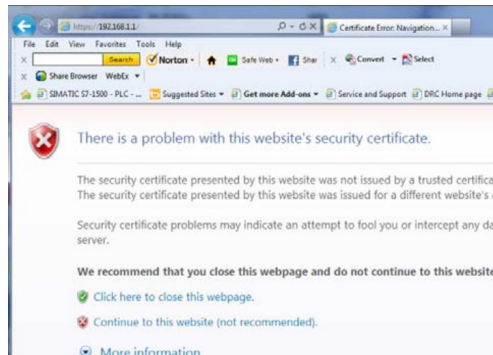 https://192.168.1.1/
Certificate Error: Navigation...
File Edit View Favorites Tools Help
Search Norton Safe Web Shar Convert Select
Share Browser WebEx
SIMATIC S7-1500 - PLC - ... Suggested Sites Get more Add-ons Service and Support DRC Home page
There is a problem with this website's security certificate.
The security certificate presented by this website was not issued by a trusted certifica
The security certificate presented by this website was issued for a different website's a
Security certificate problems may indicate an attempt to fool you or intercept any da
server.
We recommend that you close this webpage and do not continue to this website
Click here to close this webpage.
Continue to this website (not recommended).
More information